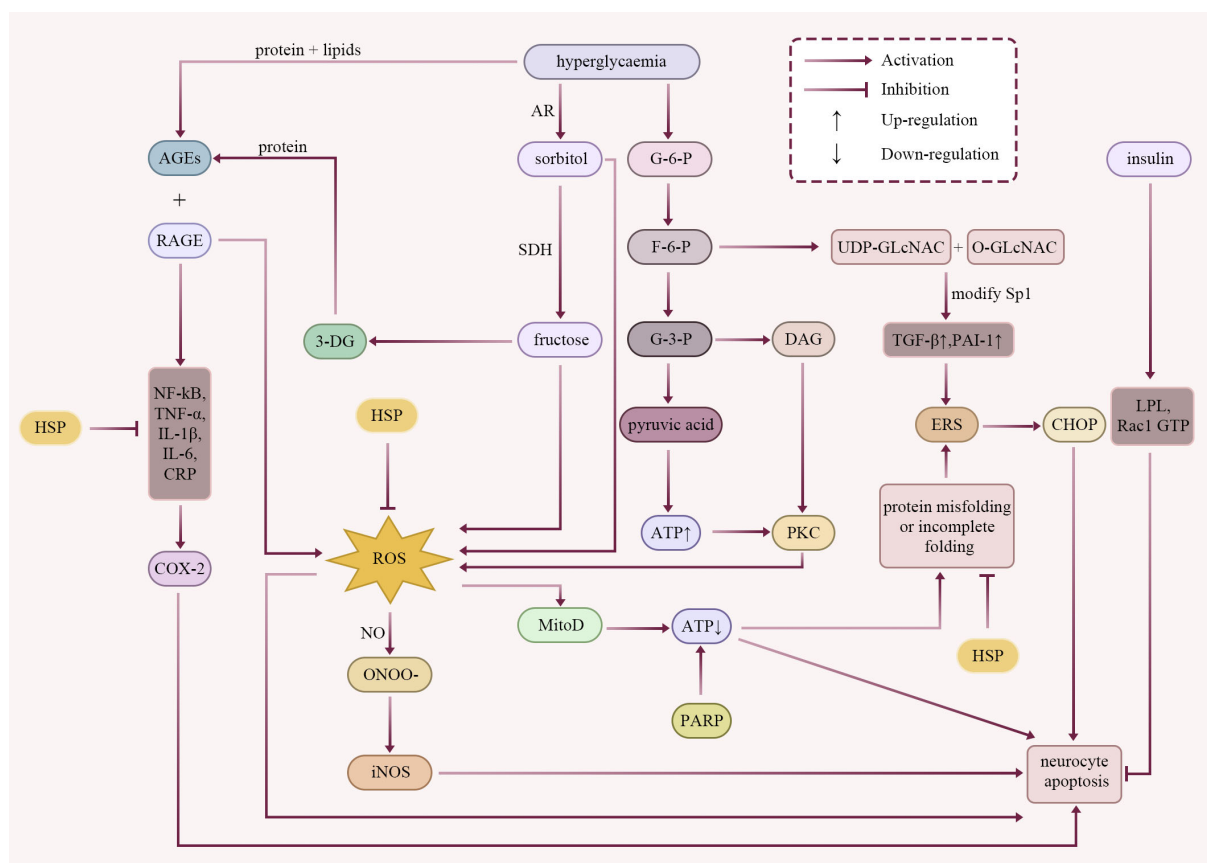 protein + lipids
hyperglycaemia
Activation
Inhibition
Up-regulation
Down-regulation
AR
AGEs
protein
sorbitol
G-6-P
insulin
+
RAGE
SDH
F-6-P
UDP-GLcNAC + O-GLcNAC
modify Sp1
3-DG
fructose
G-3-P
DAG
TGF-β↑,PAI-1↑
NF-kB,
TNF-α,
IL-1β,
IL-6,
CRP
HSP
HSP
pyruvic acid
ERS
CHOP
LPL,
Rac1 GTP
protein misfolding
or incomplete
folding
ATP↑
PKC
ROS
COX-2
NO
MitoD
ATP↓
HSP
ONOO-
PARP
iNOS
neurocyte
apoptosis